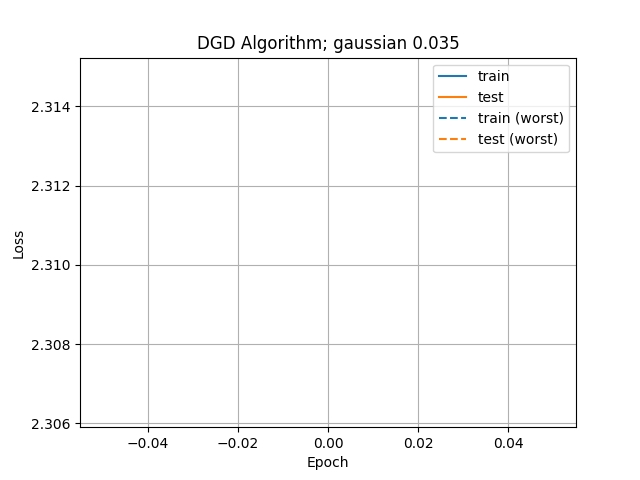 DGD Algorithm; gaussian 0.035
train
test
train (worst)
test (worst)
2.314
2.312
2.310
2.308
2.306
Loss
−0.04 −0.02 0.00 0.02 0.04
Epoch